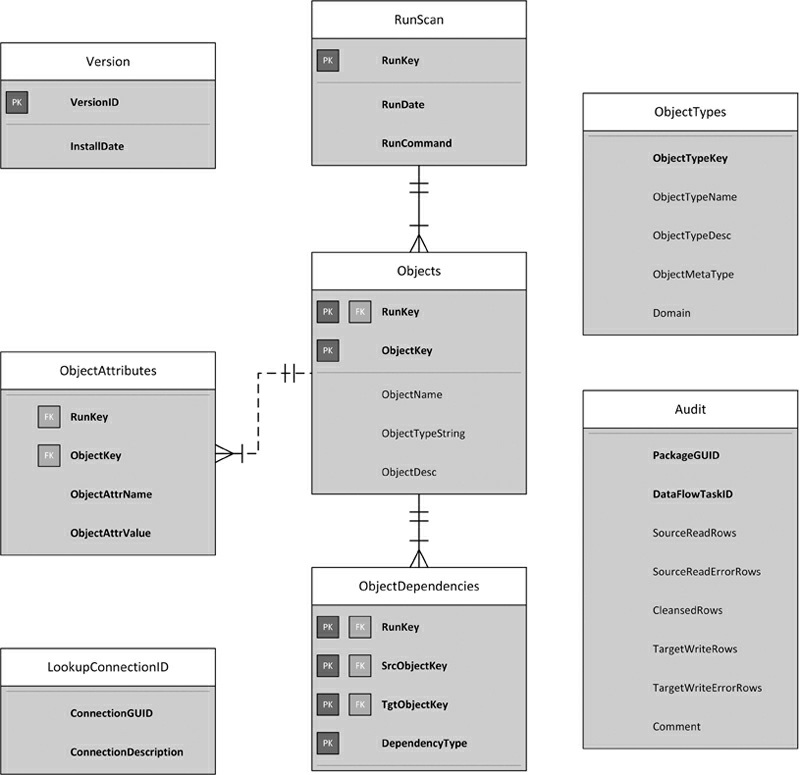 Version
PK VersionID
InstallDate
RunScan
PK RunKey
RunDate
RunCommand
ObjectTypes
ObjectTypeKey
ObjectTypeName
ObjectTypeDesc
ObjectMetaType
Domain
Objects
PK FK RunKey
PK ObjectKey
ObjectName
ObjectTypeString
ObjectDesc
ObjectAttributes
FK RunKey
FK ObjectKey
ObjectAttrName
ObjectAttrValue
Audit
PackageGUID
DataFlowTaskID
SourceReadRows
SourceReadErrorRows
CleansedRows
TargetWriteRows
TargetWriteErrorRows
Comment
ObjectDependencies
PK FK RunKey
PK FK SrcObjectKey
PK FK TgtObjectKey
PK DependencyType
LookupConnectionID
ConnectionGUID
ConnectionDescription